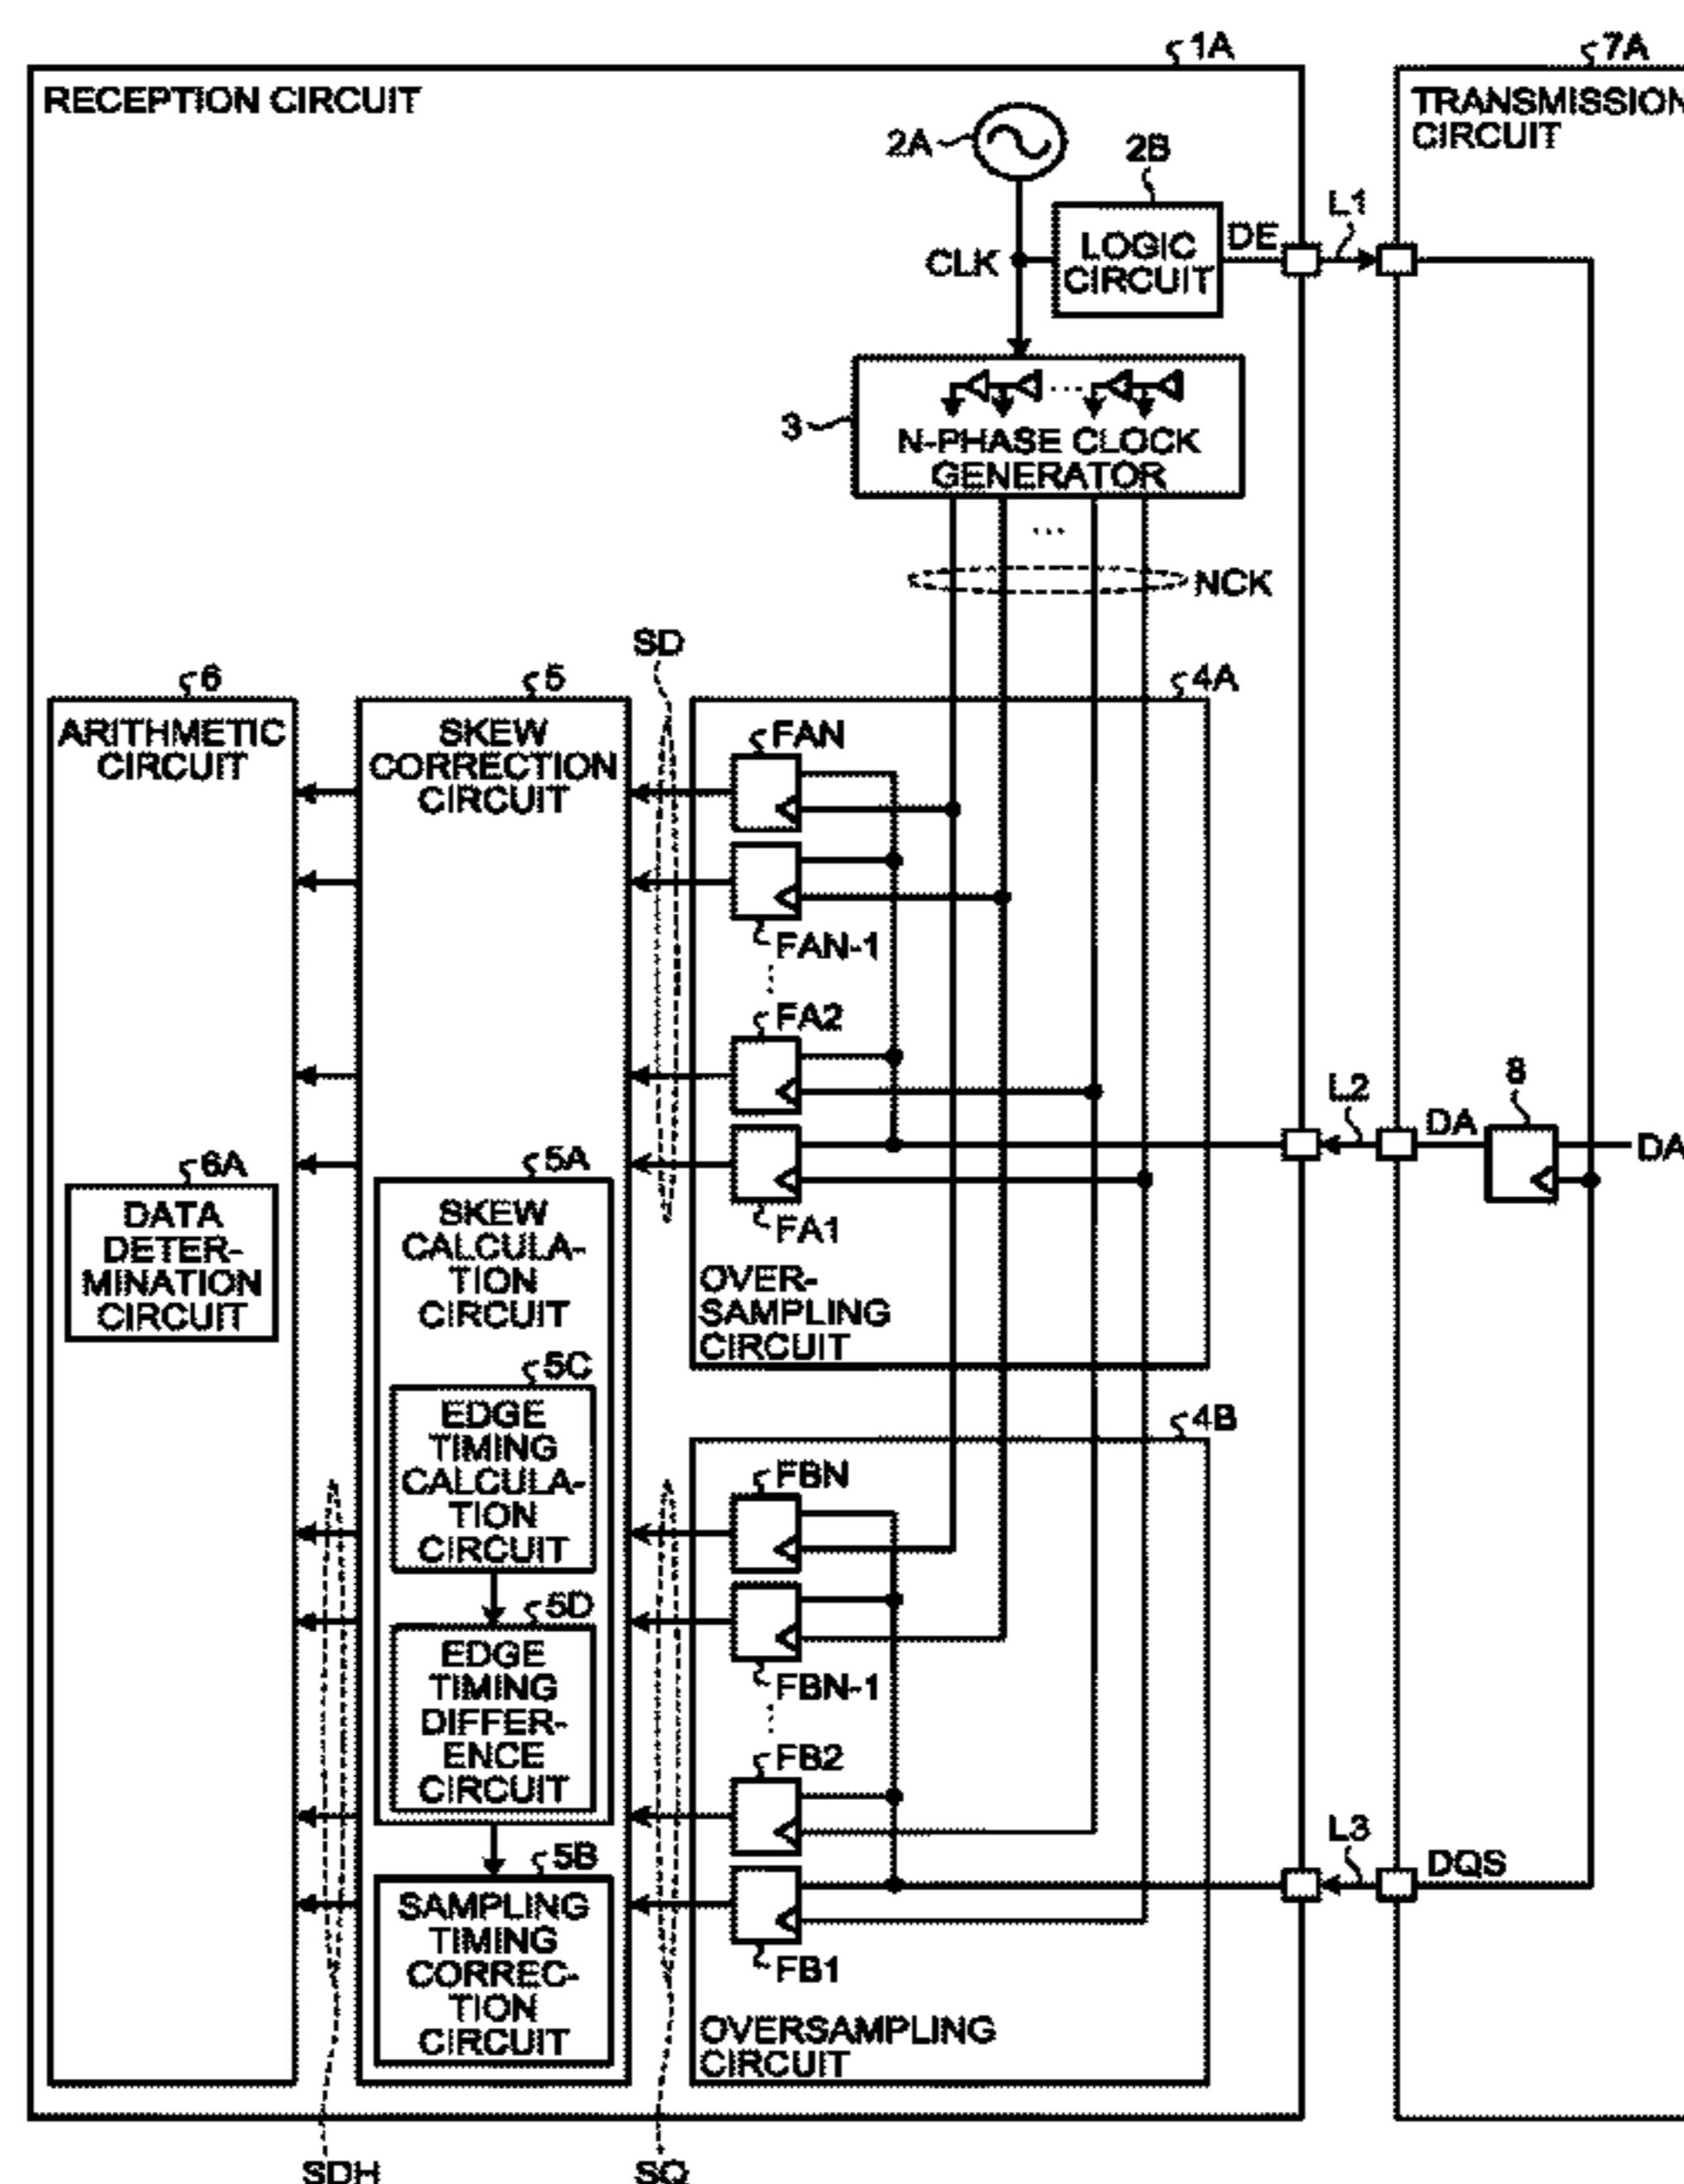 1A
7A
RECEPTION CIRCUIT
TRANSMISSION
CIRCUIT
2A
2B
L1
LOGIC
CIRCUIT
DE
CLK
3
N-PHASE CLOCK
GENERATOR
...
NCK
SD
6
5
4A
ARITHMETIC
CIRCUIT
SKEW
CORRECTION
CIRCUIT
FAN
FAN-1
FA2
FA1
OVER-
SAMPLING
CIRCUIT
L2
DA
8
DA
6A
DATA
DETER-
MINATION
CIRCUIT
5A
SKEW
CALCULA-
TION
CIRCUIT
5C
EDGE
TIMING
CALCULA-
TION
CIRCUIT
5D
EDGE
TIMING
DIFFER-
ENCE
CIRCUIT
5B
SAMPLING
TIMING
CORREC-
TION
CIRCUIT
4B
FBN
FBN-1
FB2
FB1
OVERSAMPLING
CIRCUIT
L3
DQS
SDH
SQ